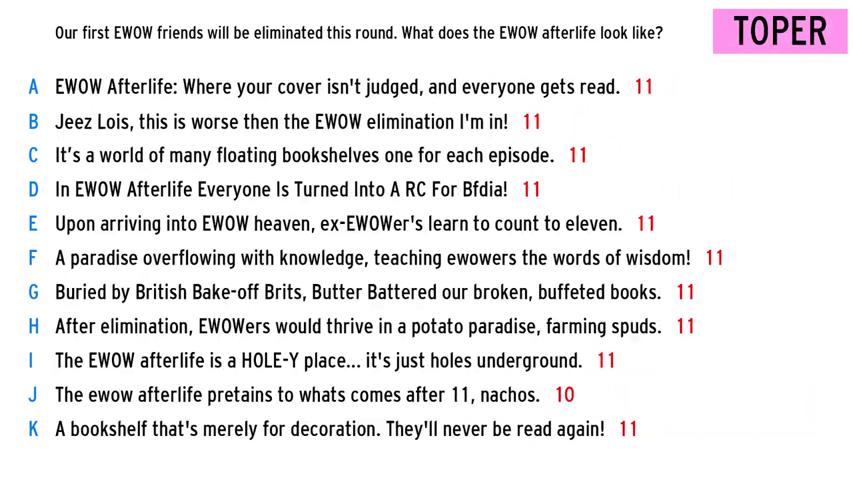 Our first EWOW friends will be eliminated this round. What does the EWOW afterlife look like?
TOPER
A EWOW Afterlife: Where your cover isn't judged, and everyone gets read. 11
B Jeez Lois, this is worse then the EWOW elimination I'm in! 11
C It’s a world of many floating bookshelves one for each episode. 11
D In EWOW Afterlife Everyone Is Turned Into A RC For Bfdia! 11
E Upon arriving into EWOW heaven, ex-EWOWer's learn to count to eleven. 11
F A paradise overflowing with knowledge, teaching ewowers the words of wisdom! 11
G Buried by British Bake-off Brits, Butter Battered our broken, buffeted books. 11
H After elimination, EWOWers would thrive in a potato paradise, farming spuds. 11
I The EWOW afterlife is a HOLE-Y place... it's just holes underground. 11
J The ewow afterlife pretains to whats comes after 11, nachos. 10
K A bookshelf that's merely for decoration. They'll never be read again! 11